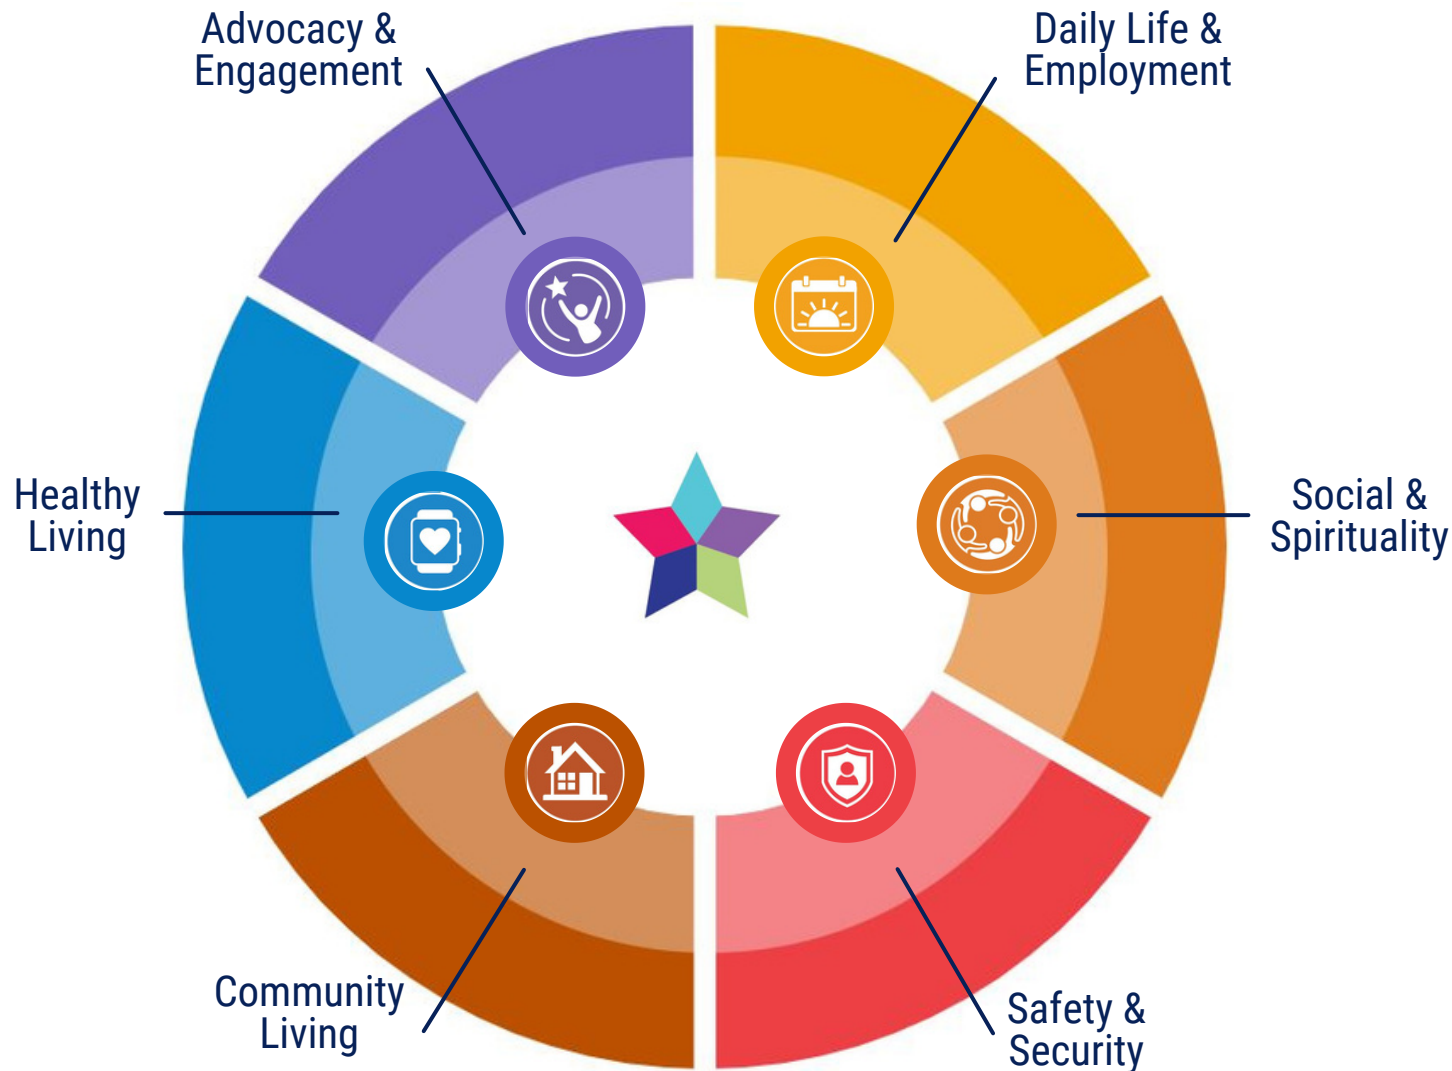 Advocacy &
Engagement
Daily Life &
Employment
Healthy
Living
Social &
Spirituality
Community
Living
Safety &
Security